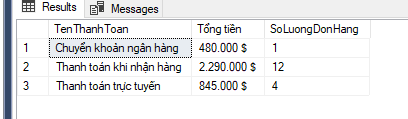 Results Messages
TenThanhToan Tổng tiền SoLuongDonHang
1 Chuyển khoản ngân hàng 480.000 $ 1
2 Thanh toán khi nhận hàng 2.290.000 $ 12
3 Thanh toán trực tuyến 845.000 $ 4